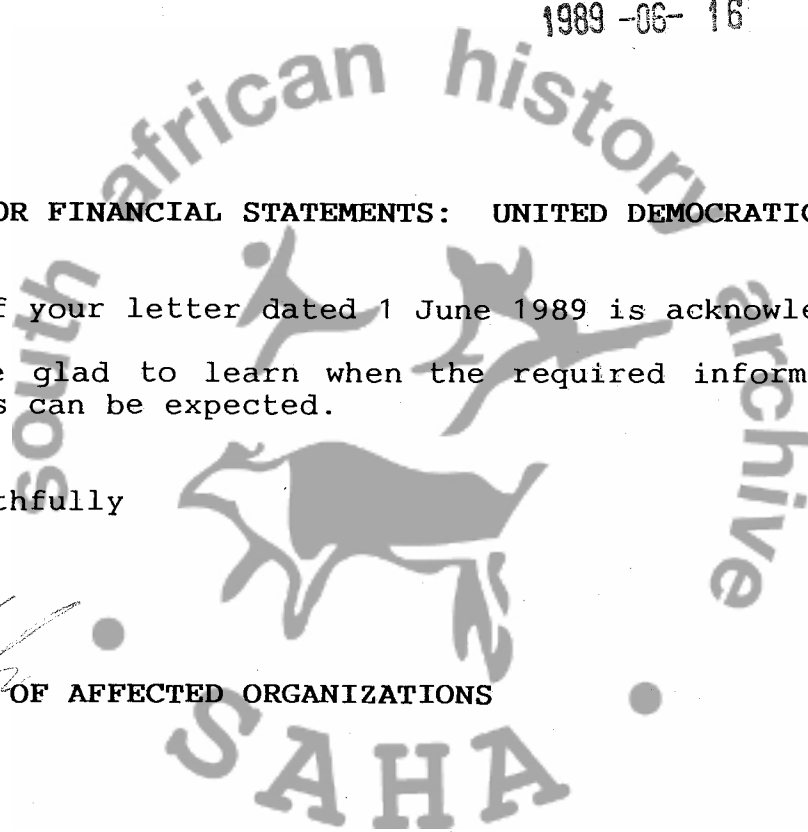 1989 -06- 16
OR FINANCIAL STATEMENTS: UNITED DEMOCRATIC
f your letter dated 1 June 1989 is acknowle
e glad to learn when the required inform
s can be expected.
thfully
OF AFFECTED ORGANIZATIONS
south african history archive
SAHA